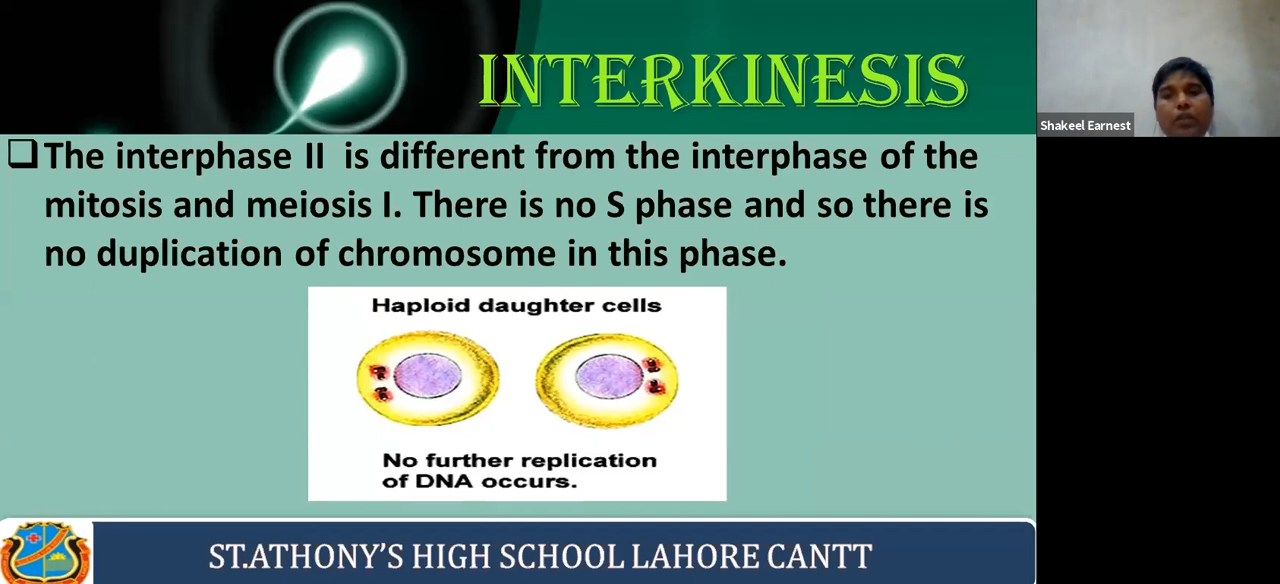 INTERKINESIS
Shakeel Earnest
❑The interphase II is different from the interphase of the
mitosis and meiosis I. There is no S phase and so there is
no duplication of chromosome in this phase.
Haploid daughter cells
No further replication
of DNA occurs.
ST.ATHONY'S HIGH SCHOOL LAHORE CANTT